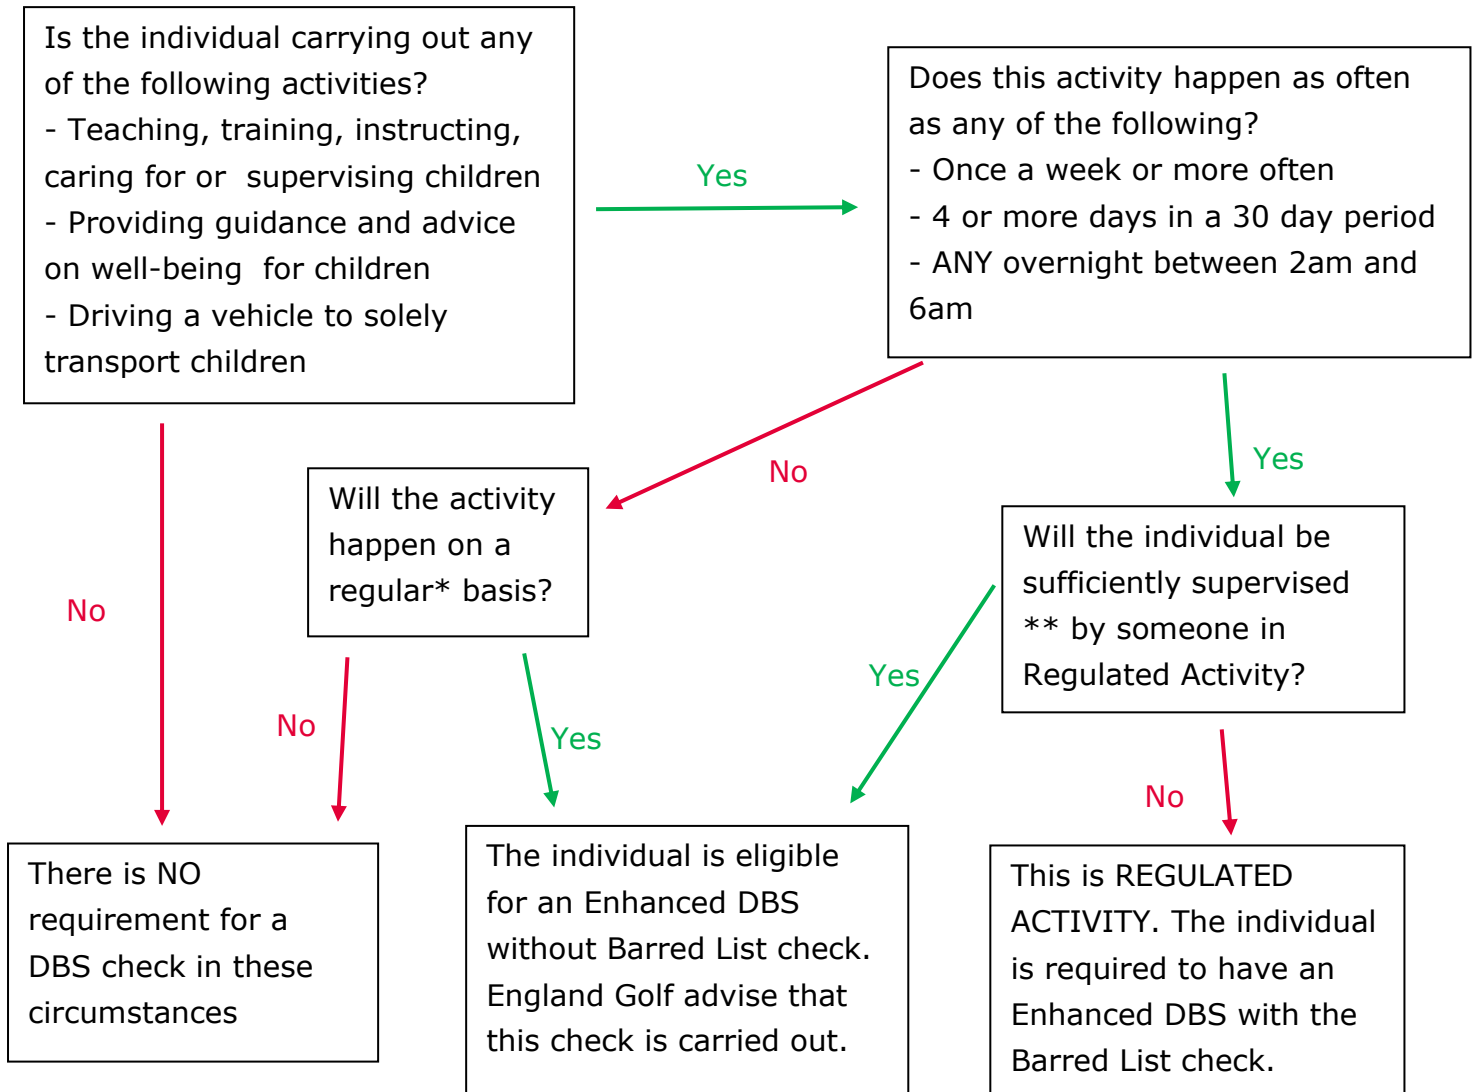 Is the individual carrying out any
of the following activities?
- Teaching, training, instructing,
caring for or  supervising children
- Providing guidance and advice
on well-being  for children
- Driving a vehicle to solely
transport children
Yes
Does this activity happen as often
as any of the following?
- Once a week or more often
- 4 or more days in a 30 day period
- ANY overnight between 2am and
6am
No
Will the activity
happen on a
regular* basis?
No
Yes
Will the individual be
sufficiently supervised
** by someone in
Regulated Activity?
No
Yes
Yes
No
There is NO
requirement for a
DBS check in these
circumstances
The individual is eligible
for an Enhanced DBS
without Barred List check.
England Golf advise that
this check is carried out.
This is REGULATED
ACTIVITY. The individual
is required to have an
Enhanced DBS with the
Barred List check.